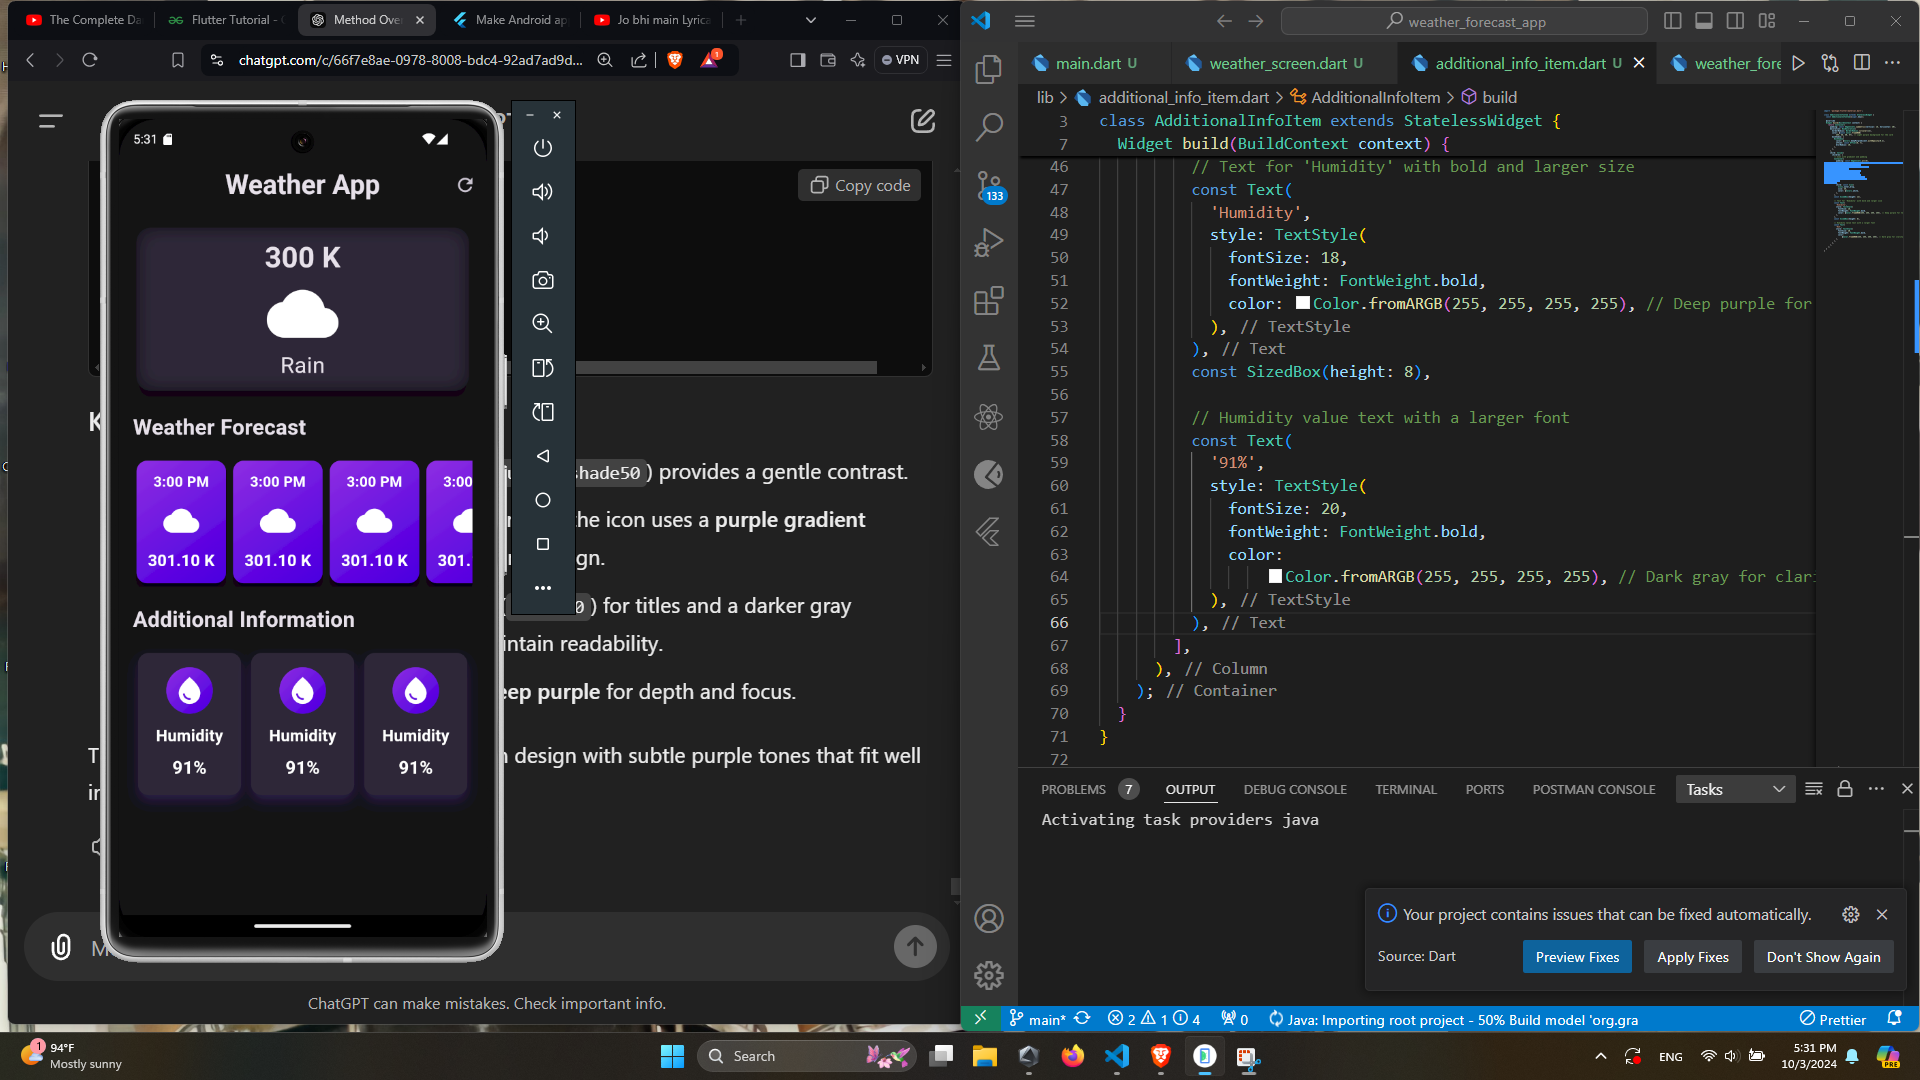 The Complete Da
Flutter Tutorial -
Method Over
Make Android ap
Jo bhi main Lyrica
chatgpt.com/c/66f7e8ae-0978-8008-bdc4-92ad7ad9d...
1
VPN
Copy code
5:31
Weather App
300 K
Rain
Weather Forecast
3:00 PM
3:00 PM
3:00 PM
3:00
301.10 K
301.10 K
301.10 K
301.
Additional Information
Humidity
Humidity
Humidity
91%
91%
91%
shade50) provides a gentle contrast.
the icon uses a purple gradient
gn.
) for titles and a darker gray
intain readability.
eep purple for depth and focus.
design with subtle purple tones that fit well
ChatGPT can make mistakes. Check important info.
weather_forecast_app
main.dart U
weather_screen.dart U
additional_info_item.dart U
weather_fore
lib > additional_info_item.dart > AdditionalInfoItem > build
133
3 class AdditionalInfoItem extends StatelessWidget {
7 Widget build(BuildContext context) {
46 // Text for 'Humidity' with bold and larger size
47 const Text(
48 'Humidity',
49 style: TextStyle(
50 fontSize: 18,
51 fontWeight: FontWeight.bold,
52 color: Color.fromARGB(255, 255, 255, 255), // Deep purple for
53 ), // TextStyle
54 ), // Text
55 const SizedBox(height: 8),
56
57 // Humidity value text with a larger font
58 const Text(
59 '91%',
60 style: TextStyle(
61 fontSize: 20,
62 fontWeight: FontWeight.bold,
63 color:
64 Color.fromARGB(255, 255, 255, 255), // Dark gray for clari
65 ), // TextStyle
66 ), // Text
67 ],
68 ), // Column
69 ); // Container
70 }
71 }
72
PROBLEMS 7 OUTPUT DEBUG CONSOLE TERMINAL PORTS POSTMAN CONSOLE Tasks
Activating task providers java
Your project contains issues that can be fixed automatically.
Source: Dart
Preview Fixes
Apply Fixes
Don't Show Again
main* 2 1 4 0 Java: Importing root project - 50% Build model 'org.gra Prettier
1
94°F
Mostly sunny
Search
ENG
5:31 PM
10/3/2024
PRE